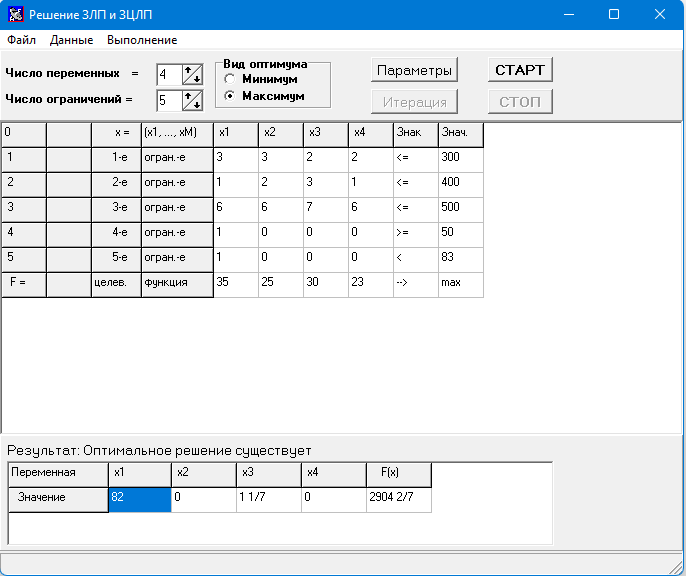 Решение ЗЛП и ЗЦЛП
Файл Данные Выполнение
Число переменных = 4
Число ограничений = 5
Вид оптимума
Минимум
Максимум
Параметры СТАРТ
Итерация СТОП
0 x = (x1, ..., xM) x1 x2 x3 x4 Знак Знач.
1 1-е огран.-е 3 3 2 2 <= 300
2 2-е огран.-е 1 2 3 1 <= 400
3 3-е огран.-е 6 6 7 6 <= 500
4 4-е огран.-е 1 0 0 0 >= 50
5 5-е огран.-е 1 0 0 0 < 83
F = целев. функция 35 25 30 23 --> max
Результат: Оптимальное решение существует
Переменная x1 x2 x3 x4 F(x)
Значение 82 0 1 1/7 0 2904 2/7